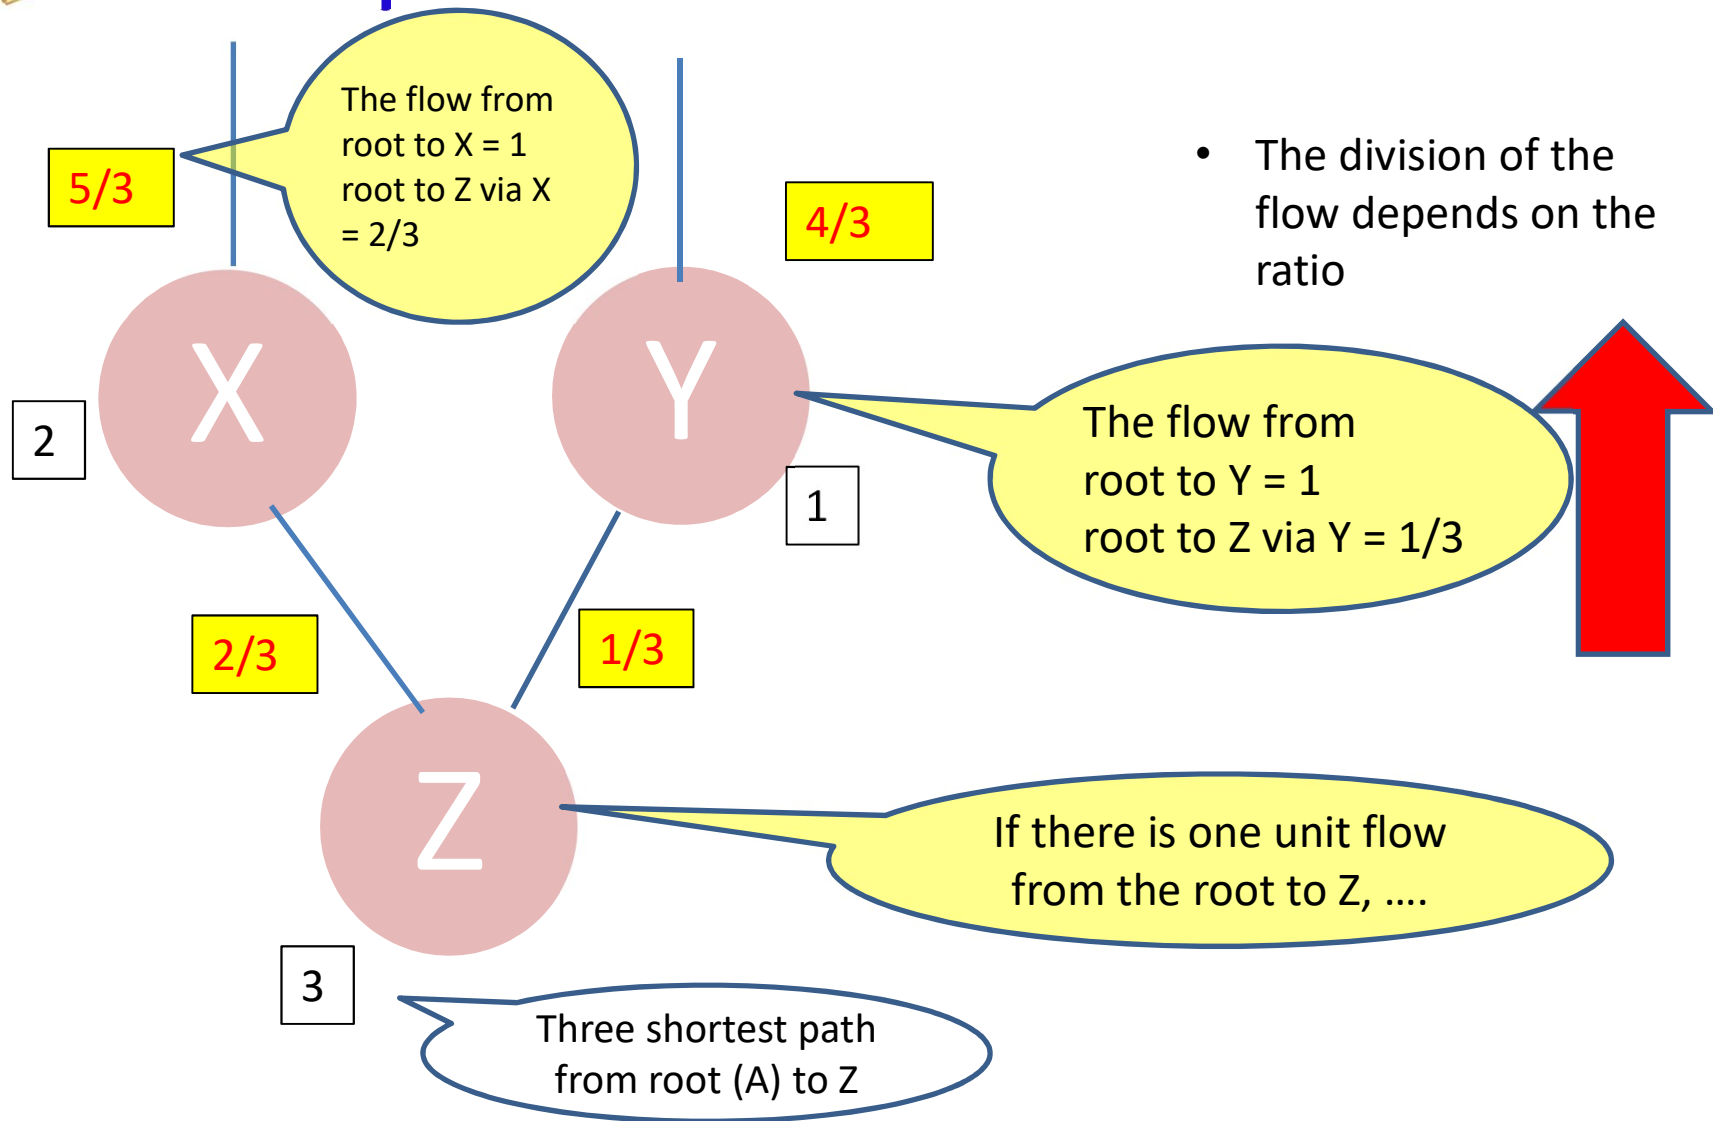 The flow from
root to X = 1
root to Z via X
= 2/3
5/3
4/3
• The division of the
flow depends on the
ratio
X
Y
2
1
The flow from
root to Y = 1
root to Z via Y = 1/3
2/3
1/3
Z
If there is one unit flow
from the root to Z, ....
3
Three shortest path
from root (A) to Z